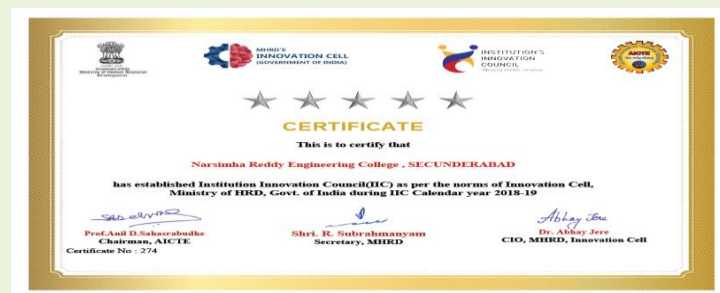 MHRD'S
INNOVATION CELL
(GOVERNMENT OF INDIA)
INSTITUTION'S
INNOVATION
COUNCIL
AICTE
CERTIFICATE
This is to certify that
Narsimha Reddy Engineering College , SECUNDERABAD
has established Institution Innovation Council(IIC) as per the norms of Innovation Cell,
Ministry of HRD, Govt. of India during IIC Calendar year 2018-19
Abhay Jere
Prof.Anil D.Sahasrabudhe
Chairman, AICTE
Shri. R. Subrahmanyam
Secretary, MHRD
Dr. Abhay Jere
CIO, MHRD, Innovation Cell
Certificate No : 274